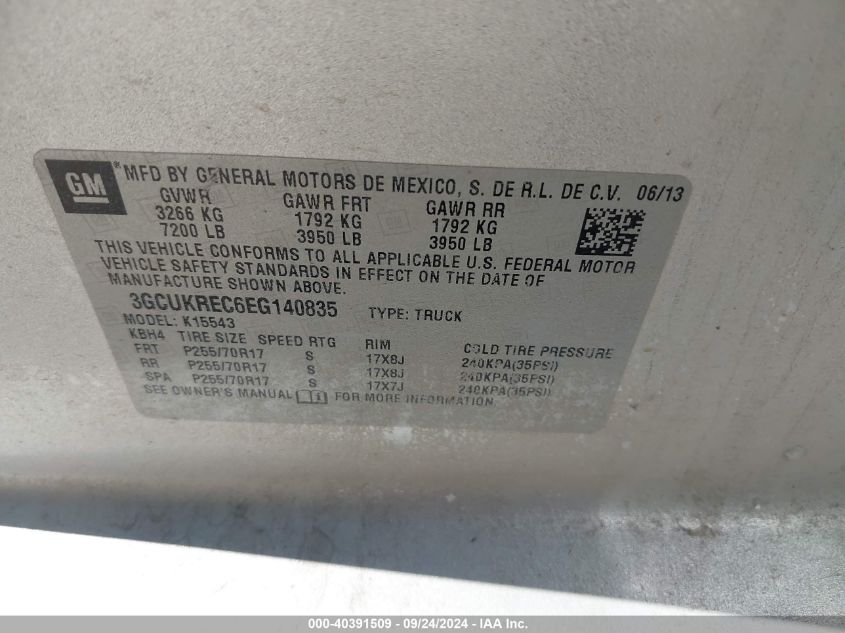 GM
MFD BY GENERAL MOTORS DE MEXICO, S. DE R.L. DE C.V. 06/13
GVWR GAWR FRT GAWR RR
3266 KG 1792 KG 1792 KG
7200 LB 3950 LB 3950 LB
THIS VEHICLE CONFORMS TO ALL APPLICABLE U.S. FEDERAL MOTOR
VEHICLE SAFETY STANDARDS IN EFFECT ON THE DATE OF
MANUFACTURE SHOWN ABOVE.
3GCUKREC6EG140835 TYPE: TRUCK
MODEL: K15543
KBH4 TIRE SIZE SPEED RTG RIM COLD TIRE PRESSURE
FRT P255/70R17 S 17X8J 240KPA(35PSI)
RR P255/70R17 S 17X8J 240KPA(35PSI)
SPA P255/70R17 S 17X7J 240KPA(35PSI)
SEE OWNER'S MANUAL FOR MORE INFORMATION.
000-40391509 - 09/24/2024 - IAA Inc.